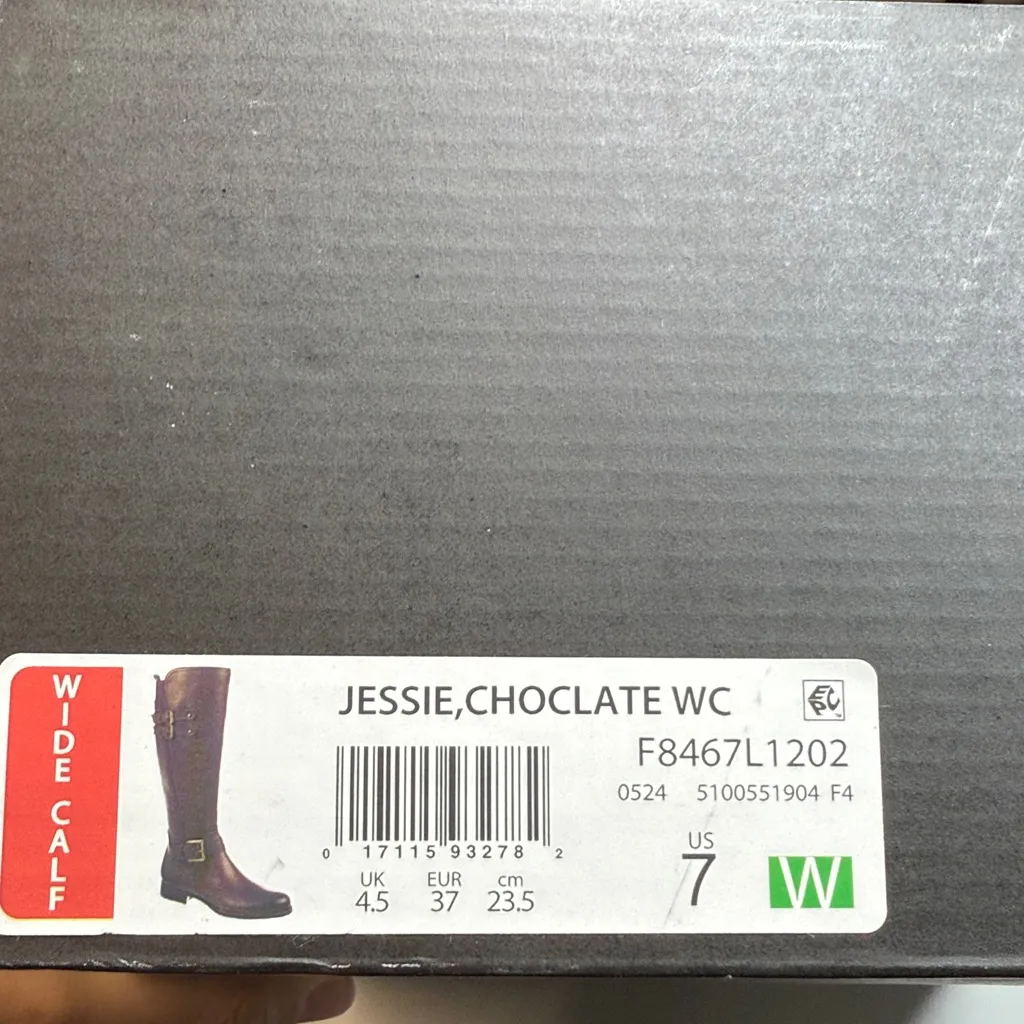 WIDE CALF
JESSIE,CHOCLATE WC
F8467L1202
0524 5100551904 F4
0 17115 93278 2
UK EUR cm
4.5 37 23.5
US
7 W